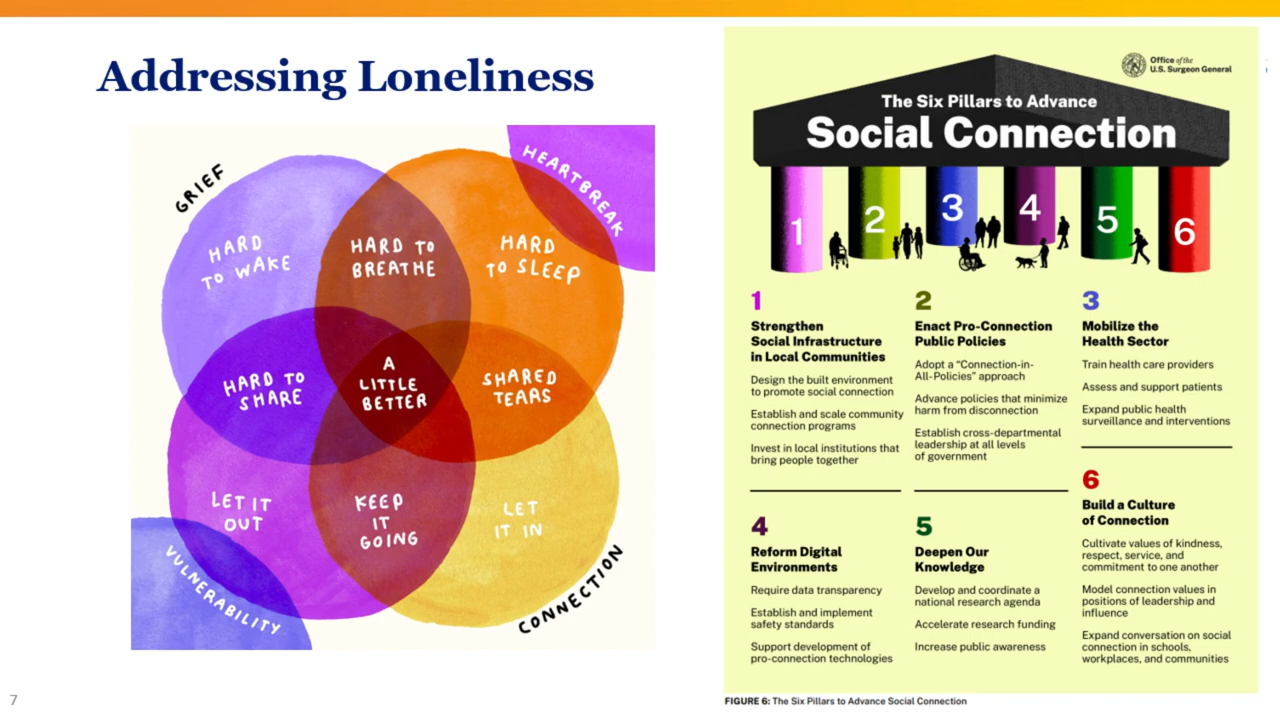 Addressing Loneliness
GRIEF
HEARTBREAK
HARD
TO WAKE
HARD TO
BREATHE
HARD
TO SLEEP
HARD TO
SHARE
A
LITTLE
BETTER
SHARED
TEARS
LET IT
OUT
KEEP
IT
GOING
LET
IT IN
VULNERABILITY
CONNECTION
7
Office of the
U.S. Surgeon General
The Six Pillars to Advance
Social Connection
1
2
3
4
5
6
1
Strengthen
Social Infrastructure
in Local Communities
Design the built environment
to promote social connection
Establish and scale community
connection programs
Invest in local institutions that
bring people together
2
Enact Pro-Connection
Public Policies
Adopt a “Connection-in-
All-Policies” approach
Advance policies that minimize
harm from disconnection
Establish cross-departmental
leadership at all levels
of government
3
Mobilize the
Health Sector
Train health care providers
Assess and support patients
Expand public health
surveillance and interventions
4
Reform Digital
Environments
Require data transparency
Establish and implement
safety standards
Support development of
pro-connection technologies
5
Deepen Our
Knowledge
Develop and coordinate a
national research agenda
Accelerate research funding
Increase public awareness
6
Build a Culture
of Connection
Cultivate values of kindness,
respect, service, and
commitment to one another
Model connection values in
positions of leadership and
influence
Expand conversation on social
connection in schools,
workplaces, and communities
FIGURE 6: The Six Pillars to Advance Social Connection